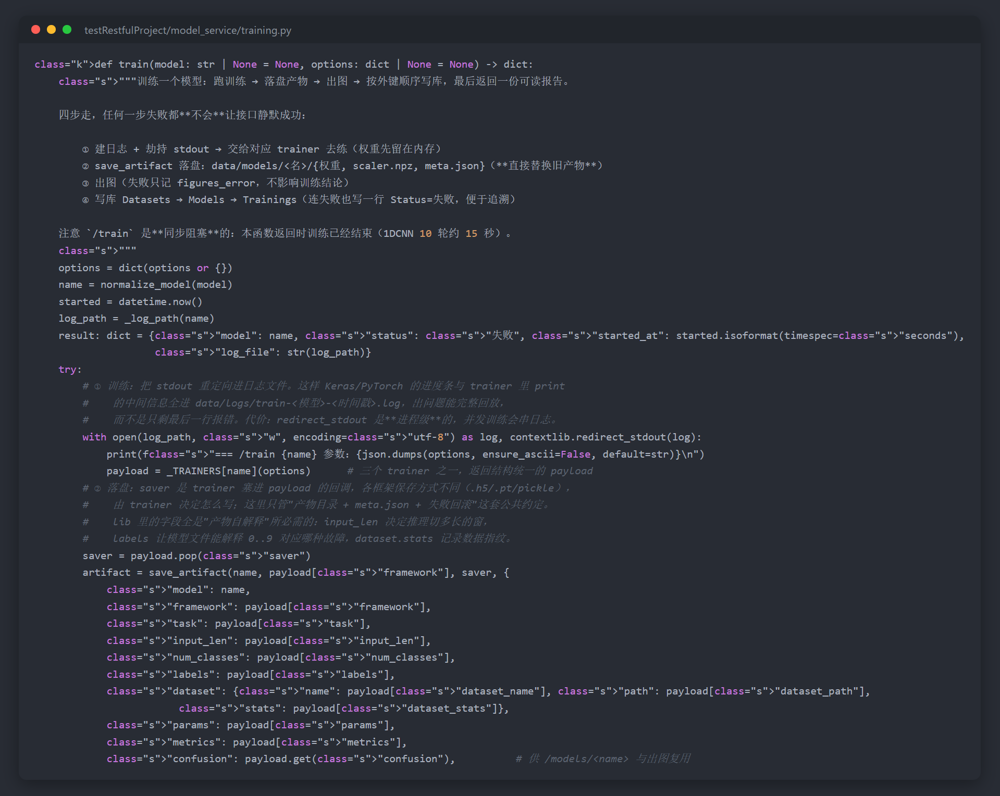 testRestfulProject/model_service/training.py
class="k">def train(model: str | None = None, options: dict | None = None) -> dict:
    class="s">"""训练一个模型：跑训练 → 落盘产物 → 出图 → 按外键顺序写库，最后返回一份可读报告。
    四步走，任何一步失败都**不会**让接口静默成功：
        ① 建日志 + 劫持 stdout → 交给对应 trainer 去练（权重先留在内存）
        ② save_artifact 落盘：data/models/<名>/{权重, scaler.npz, meta.json}（**直接替换旧产物**）
        ③ 出图（失败只记 figures_error，不影响训练结论）
        ④ 写库 Datasets → Models → Trainings（连失败也写一行 Status=失败，便于追溯）
    注意 `/train` 是**同步阻塞**的：本函数返回时训练已经结束（1DCNN 10 轮约 15 秒）。
    class="s">"""
    options = dict(options or {})
    name = normalize_model(model)
    started = datetime.now()
    log_path = _log_path(name)
    result: dict = {class="s">"model": name, class="s">"status": class="s">"失败", class="s">"started_at": started.isoformat(timespec=class="s">"seconds"),
                    class="s">"log_file": str(log_path)}
    try:
        # ① 训练：把 stdout 重定向进日志文件。这样 Keras/PyTorch 的进度条与 trainer 里 print
        #    的中间信息全进 data/logs/train-<模型>-<时间戳>.log，出问题能完整回放，
        #    而不是只剩最后一行报错。代价：redirect_stdout 是**进程级**的，并发训练会串日志。
        with open(log_path, class="s">"w", encoding=class="s">"utf-8") as log, contextlib.redirect_stdout(log):
            print(fclass="s">"=== /train {name} 参数：{json.dumps(options, ensure_ascii=False, default=str)}\n")
            payload = _TRAINERS[name](options)      # 三个 trainer 之一，返回结构统一的 payload
        # ② 落盘：saver 是 trainer 塞进 payload 的回调，各框架保存方式不同（.h5/.pt/pickle），
        #    由 trainer 决定怎么写；这里只管"产物目录 + meta.json + 失败回滚"这套公共约定。
        #    lib 里的字段全是"产物自解释"所必需的：input_len 决定推理切多长的窗，
        #    labels 让模型文件能解释 0..9 对应哪种故障，dataset.stats 记录数据指纹。
        saver = payload.pop(class="s">"saver")
        artifact = save_artifact(name, payload[class="s">"framework"], saver, {
            class="s">"model": name,
            class="s">"framework": payload[class="s">"framework"],
            class="s">"task": payload[class="s">"task"],
            class="s">"input_len": payload[class="s">"input_len"],
            class="s">"num_classes": payload[class="s">"num_classes"],
            class="s">"labels": payload[class="s">"labels"],
            class="s">"dataset": {class="s">"name": payload[class="s">"dataset_name"], class="s">"path": payload[class="s">"dataset_path"],
                        class="s">"stats": payload[class="s">"dataset_stats"]},
            class="s">"params": payload[class="s">"params"],
            class="s">"metrics": payload[class="s">"metrics"],
            class="s">"confusion": payload.get(class="s">"confusion"),          # 供 /models/<name> 与出图复用